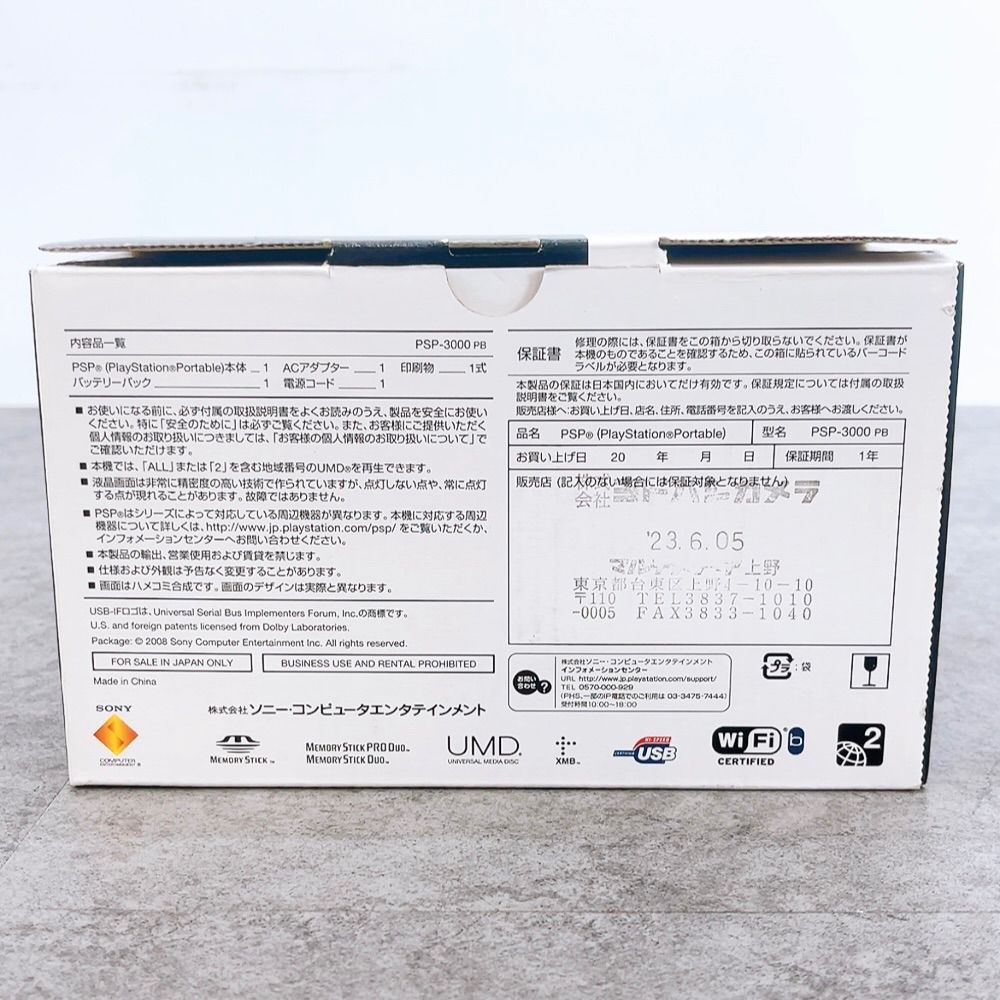 内容品一覧 PSP-3000 PB
PSP® (PlayStation®Portable)本体 1 ACアダプター 1 印刷物 1式
バッテリーパック 1 電源コード 1
■ お使いになる前に、必ず付属の取扱説明書をよくお読みのうえ、製品を安全にお使い
ください。特に「安全のために」は必ずご覧ください。また、お客様にご提供いただく
個人情報のお取り扱いにつきましては、「お客様の個人情報のお取り扱いについて」で
ご確認いただけます。
■ 本機では、「ALL」または「2」を含む地域番号のUMD®を再生できます。
■ 液晶画面は非常に精密度の高い技術で作られていますが、点灯しない点や、常に点灯
する点が現れることがあります。故障ではありません。
■ PSP®はシリーズによって対応している周辺機器が異なります。本機に対応する周辺
機器について詳しくは、http://www.jp.playstation.com/psp/ をご覧いただくか、
インフォメーションセンターへお問い合わせください。
■ 本製品の輸出、営業使用および賃貸を禁じます。
■ 仕様および外観は予告なく変更することがあります。
■ 画面はハメコミ合成です。画面のデザインは実際と異なります。
USB-IFロゴは、Universal Serial Bus Implementers Forum, Inc.の商標です。
U.S. and foreign patents licensed from Dolby Laboratories.
Package: © 2008 Sony Computer Entertainment Inc. All rights reserved.
FOR SALE IN JAPAN ONLY
BUSINESS USE AND RENTAL PROHIBITED
Made in China
保証書
修理の際には、保証書をこの箱から切り取らないでください。保証書が
本機のものであることを確認するため、この箱に貼られているバーコード
ラベルが必要となります。
本製品の保証は日本国内においてだけ有効です。保証規定については付属の取扱
説明書をご覧ください。
販売店様へ:お買い上げ日、店名、住所、電話番号を記入のうえ、お客様へお渡しください。
品名 PSP® (PlayStation®Portable) 型名 PSP-3000 PB
お買い上げ日 20 年 月 日 保証期間 1年
販売店 (記入のない場合には保証対象となりません)
会社ヨドバシカメラ
'23.6.05
上野
東京都台東区上野4-10-10
〒110 TEL3837-1010
-0005 FAX3833-1040
お問い合わせ ?
株式会社ソニー・コンピュータエンタテインメント
インフォメーションセンター
URL http://www.jp.playstation.com/support/
TEL 0570-000-929
(PHS、一部のIP電話でのご利用は 03-3475-7444)
受付時間10:00~18:00
プラ : 袋
SONY
COMPUTER
ENTERTAINMENT ®
株式会社ソニー・コンピュータエンタテインメント
MEMORY STICK ™
MEMORY STICK PRO DUO™
MEMORY STICK DUO™
UMD™
UNIVERSAL MEDIA DISC
XMB™
HI-SPEED
CERTIFIED USB
Wi Fi b
CERTIFIED
2